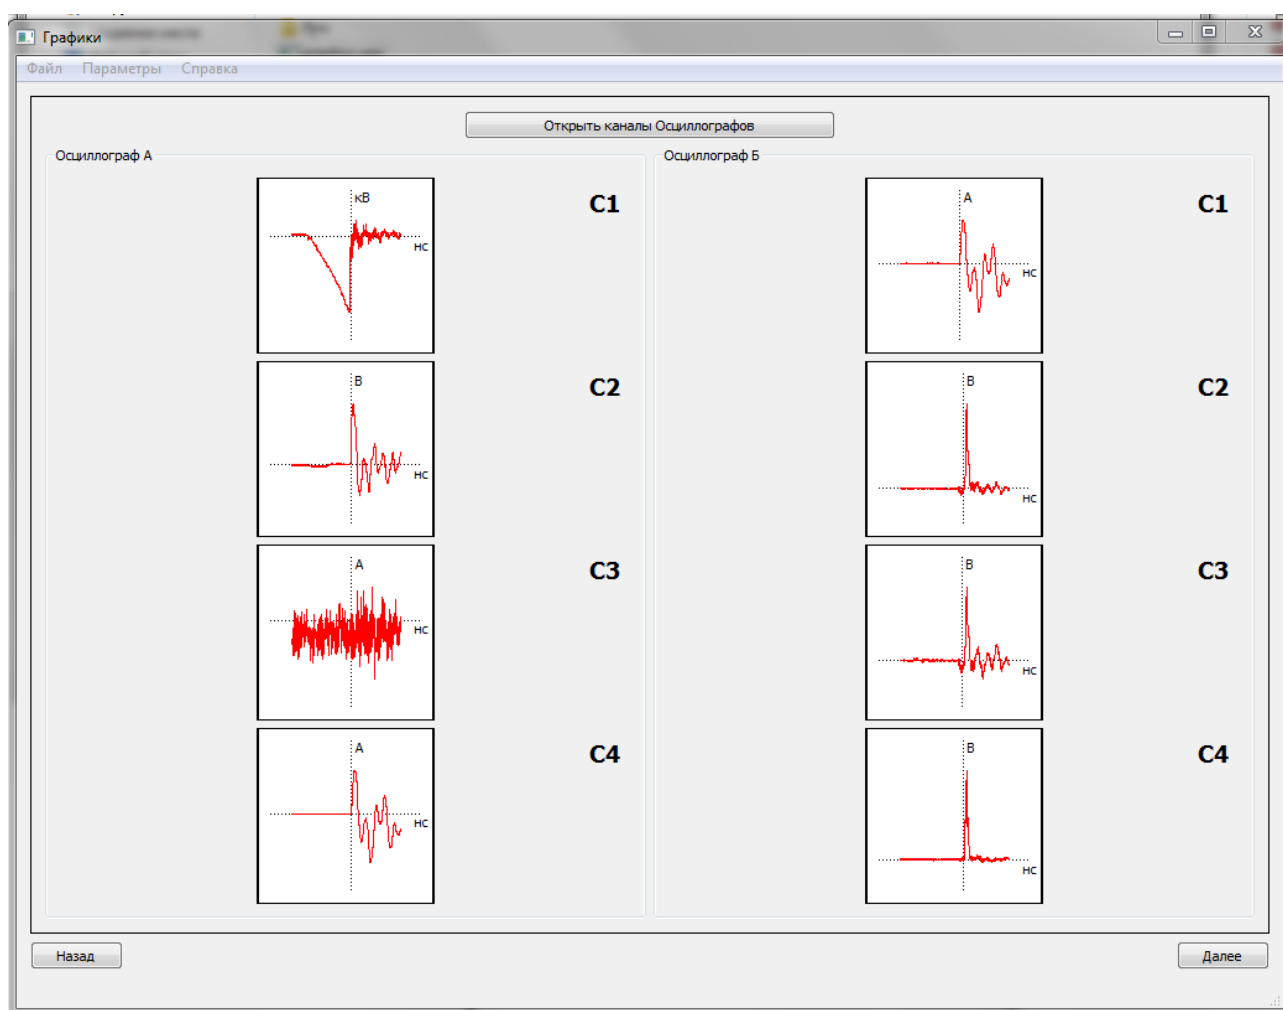 Графики
Файл Параметры Справка
Открыть каналы Осциллографов
Осциллограф А
кВ
нс
C1
В
нс
C2
А
нс
C3
А
нс
C4
Осциллограф Б
А
нс
C1
В
нс
C2
В
нс
C3
В
нс
C4
Назад
Далее